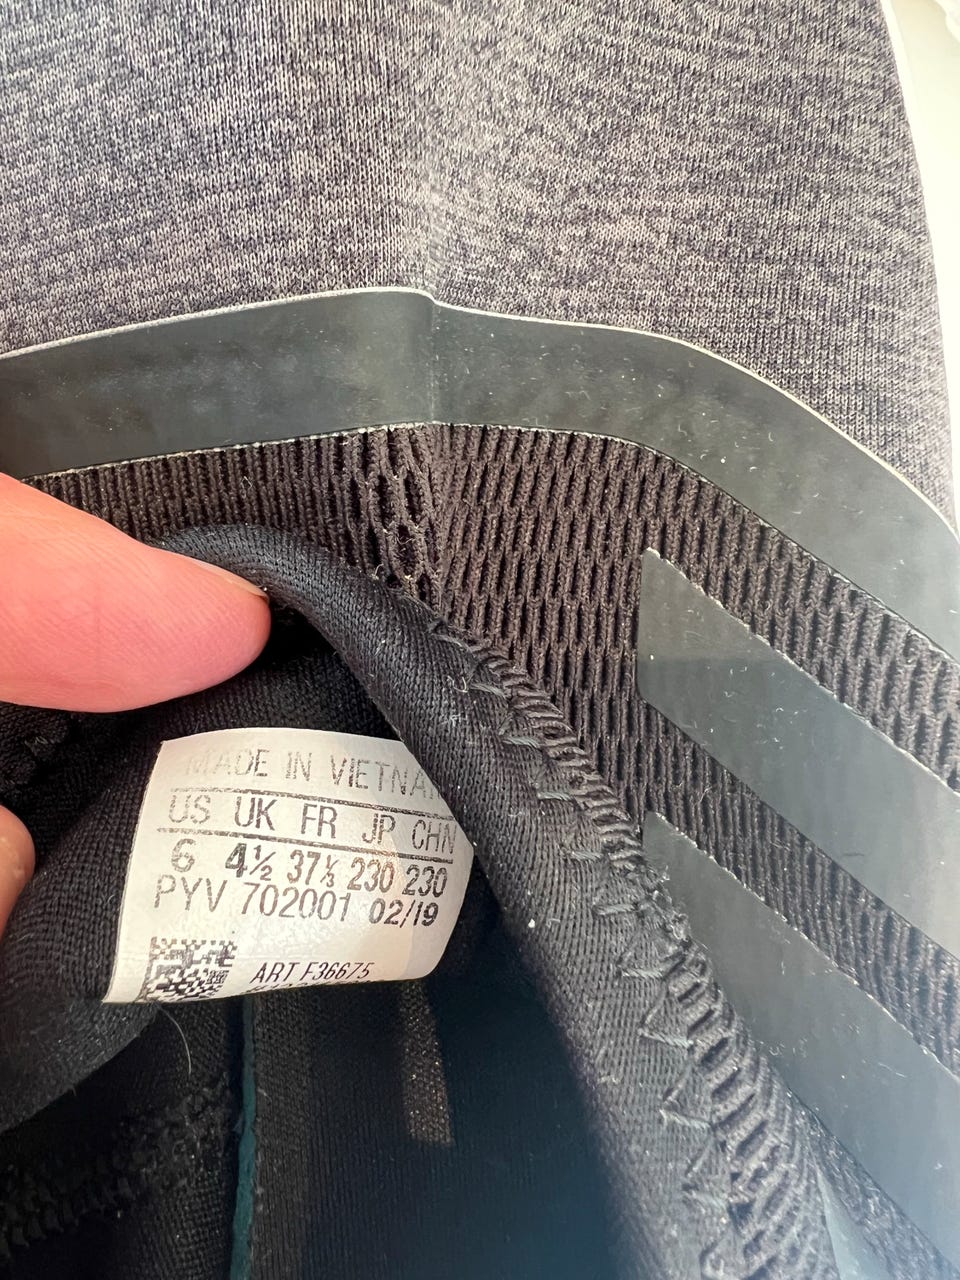 MADE IN VIETNA
US UK FR JP CHN
6 4½ 37⅓ 230 230
PYV 702001 02/19
ART F36675